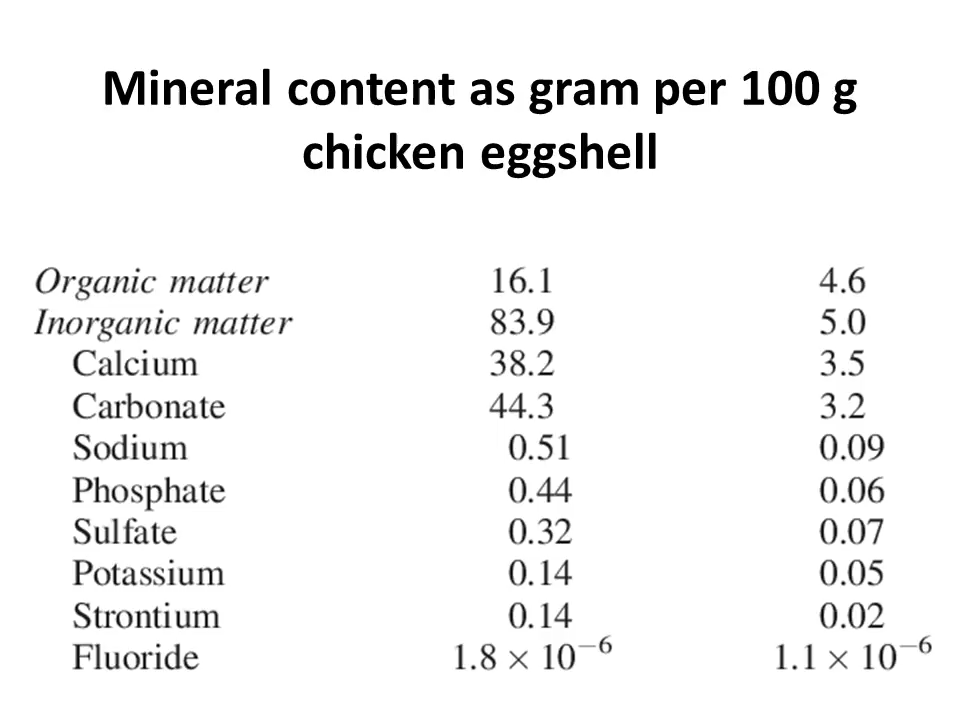 Mineral content as gram per 100 g
chicken eggshell
Organic matter 16.1 4.6
Inorganic matter 83.9 5.0
Calcium 38.2 3.5
Carbonate 44.3 3.2
Sodium 0.51 0.09
Phosphate 0.44 0.06
Sulfate 0.32 0.07
Potassium 0.14 0.05
Strontium 0.14 0.02
Fluoride 1.8 × 10⁻⁶ 1.1 × 10⁻⁶